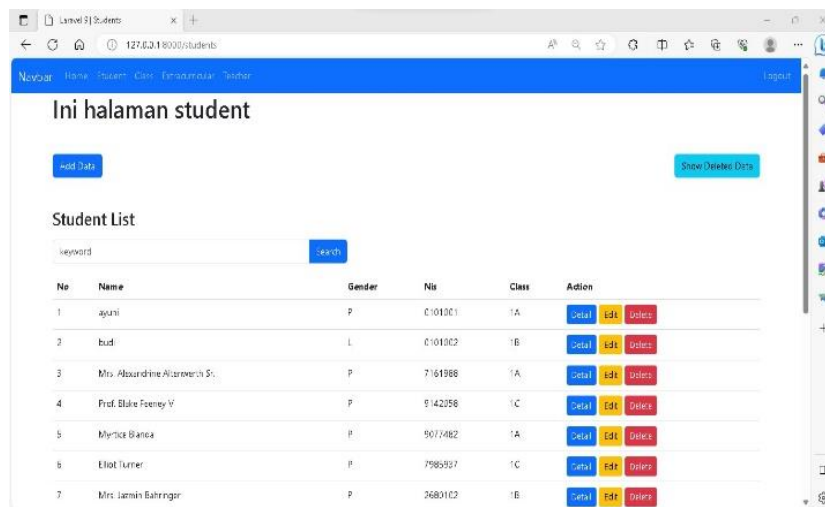 Laravel 9 | Students
127.0.0.1:8000/students
Navbar Home Student Class Extracurricular Teacher Logout
Ini halaman student
Add Data Show Deleted Data
Student List
keyword Search
No Name Gender Nis Class Action
1 ayuni P 0101001 1A Detail Edit Delete
2 budi L 0101002 1B Detail Edit Delete
3 Mrs. Alexandrine Altenwerth Sr. P 7161988 1A Detail Edit Delete
4 Prof. Blake Feeney V P 9142058 1C Detail Edit Delete
5 Myrtice P 9077482 1A Detail Edit Delete
6 Elliot Turner P 7985937 1C Detail Edit Delete
7 Mrs. Jazmin Bahringer P 2680102 1B Detail Edit Delete